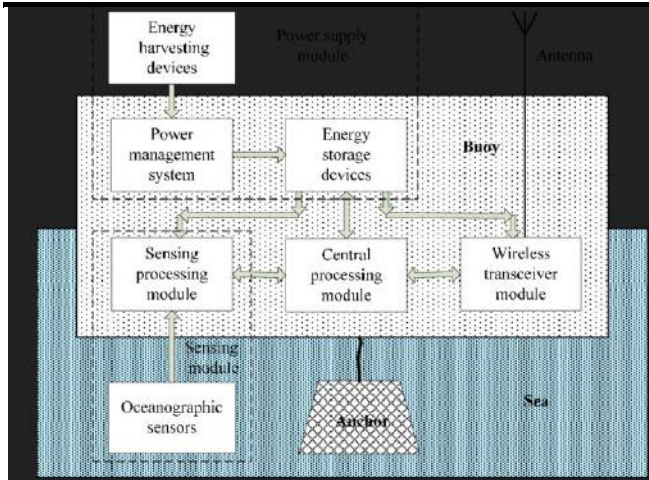 Energy
harvesting
devices
Power supply
module
Antenna
Power
management
system
Energy
storage
devices
Buoy
Sensing
processing
module
Central
processing
module
Wireless
transceiver
module
Sensing
module
Oceanographic
sensors
Anchor
Sea